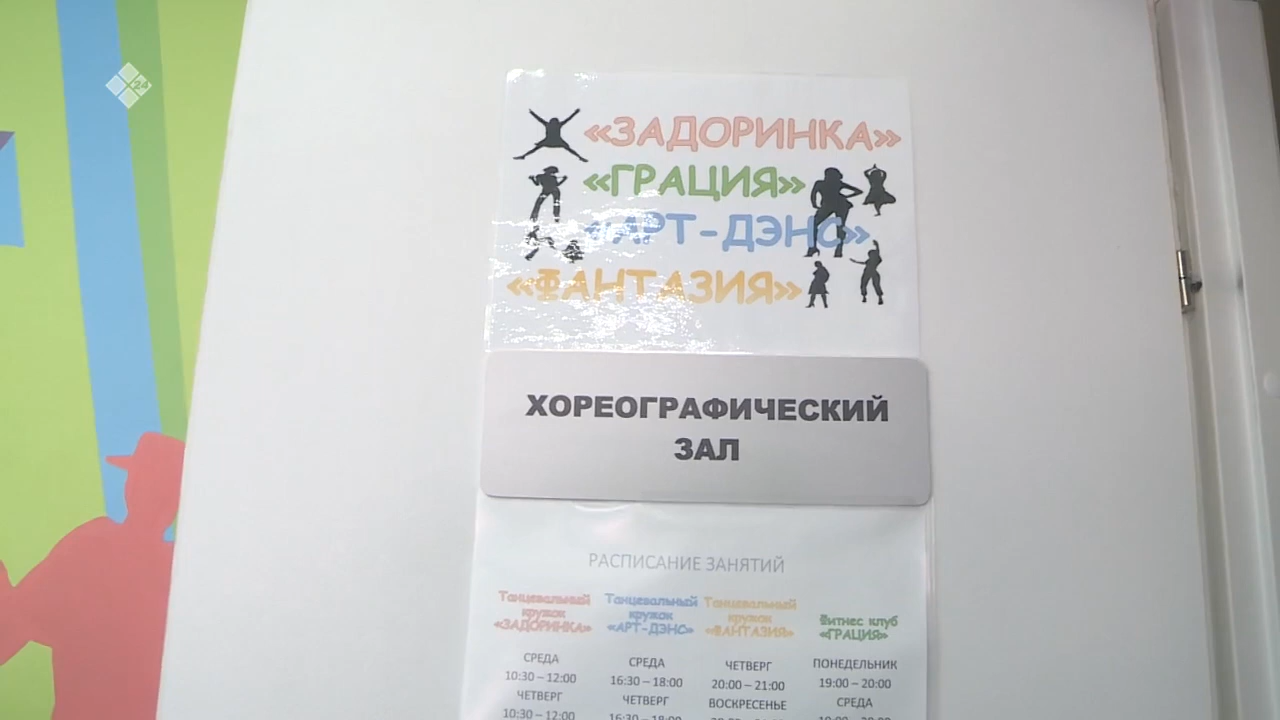 Х24
«ЗАДОРИНКА»
«ГРАЦИЯ»
«АРТ-ДЭНС»
«ФАНТАЗИЯ»
ХОРЕОГРАФИЧЕСКИЙ
ЗАЛ
РАСПИСАНИЕ ЗАНЯТИЙ
Танцевальный кружок «ЗАДОРИНКА»
Танцевальный кружок «АРТ-ДЭНС»
Танцевальный кружок «ФАНТАЗИЯ»
Фитнес клуб «ГРАЦИЯ»
СРЕДА СРЕДА ЧЕТВЕРГ ПОНЕДЕЛЬНИК
10:30 – 12:00 16:30 – 18:00 20:00 – 21:00 19:00 – 20:00
ЧЕТВЕРГ ЧЕТВЕРГ ВОСКРЕСЕНЬЕ СРЕДА
10:30 – 12:00 16:30 – 18:00